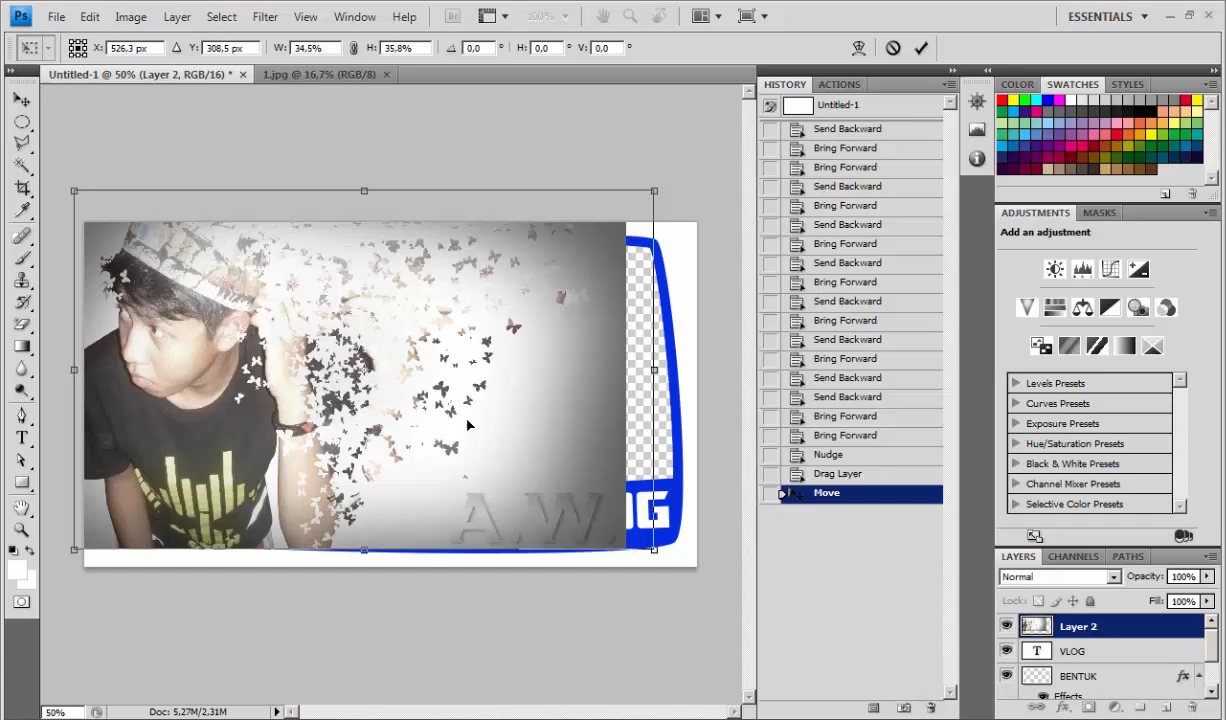 Ps File Edit Image Layer Select Filter View Window Help Br 100% ESSENTIALS
X: 526,3 px Y: 308,5 px W: 34,5% H: 35,8% 0,0 ° H: 0,0 ° V: 0,0 °
Untitled-1 @ 50% (Layer 2, RGB/16) * 1.jpg @ 16,7% (RGB/8)
HISTORY ACTIONS
Untitled-1
Send Backward
Bring Forward
Bring Forward
Send Backward
Bring Forward
Send Backward
Bring Forward
Send Backward
Bring Forward
Send Backward
Bring Forward
Send Backward
Bring Forward
Send Backward
Send Backward
Bring Forward
Bring Forward
Nudge
Drag Layer
Move
COLOR SWATCHES STYLES
ADJUSTMENTS MASKS
Add an adjustment
Levels Presets
Curves Presets
Exposure Presets
Hue/Saturation Presets
Black & White Presets
Channel Mixer Presets
Selective Color Presets
LAYERS CHANNELS PATHS
Normal Opacity: 100%
Lock: Fill: 100%
Layer 2
T VLOG
BENTUK fx
Effects
A.W.
OG
50% Doc: 5,27M/2,31M